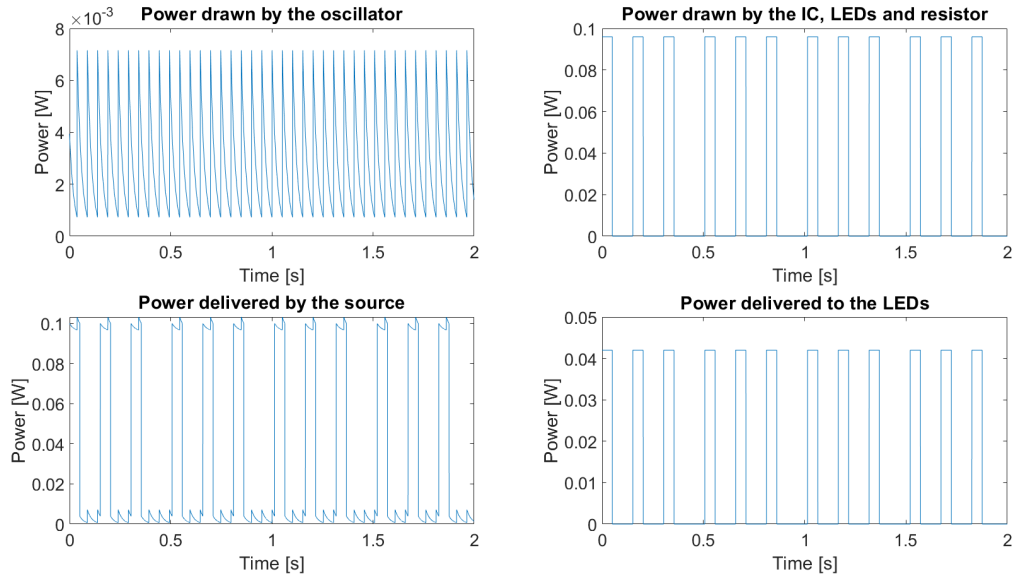 Power drawn by the oscillator
×10⁻³
8
6
4
2
0
Power [W]
0 0.5 1 1.5 2
Time [s]
Power drawn by the IC, LEDs and resistor
0.1
0.08
0.06
0.04
0.02
0
Power [W]
0 0.5 1 1.5 2
Time [s]
Power delivered by the source
0.1
0.08
0.06
0.04
0.02
0
Power [W]
0 0.5 1 1.5 2
Time [s]
Power delivered to the LEDs
0.05
0.04
0.03
0.02
0.01
0
Power [W]
0 0.5 1 1.5 2
Time [s]